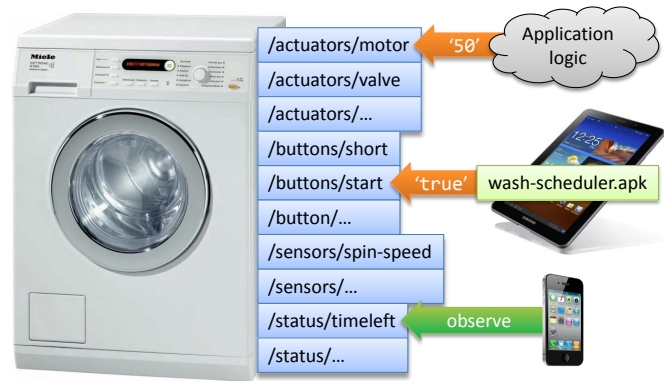 Miele
/actuators/motor
‘50’
Application
logic
/actuators/valve
/actuators/…
/buttons/short
/buttons/start
‘true’
wash-scheduler.apk
/button/…
/sensors/spin-speed
/sensors/…
/status/timeleft
observe
/status/…
12:25